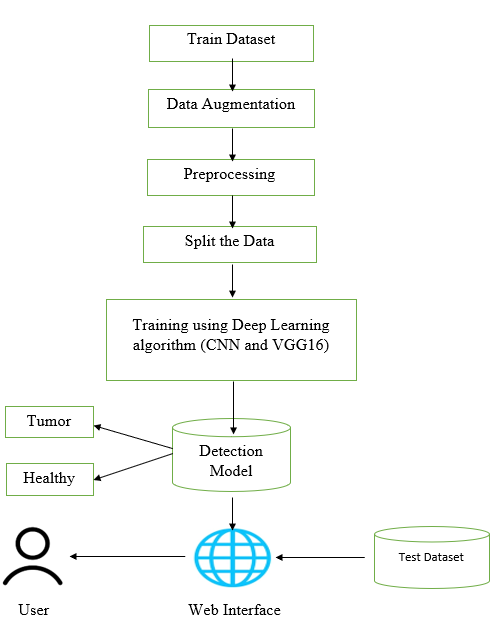 Train Dataset
Data Augmentation
Preprocessing
Split the Data
Training using Deep Learning
algorithm (CNN and VGG16)
Tumor
Healthy
Detection
Model
Test Dataset
User
Web Interface